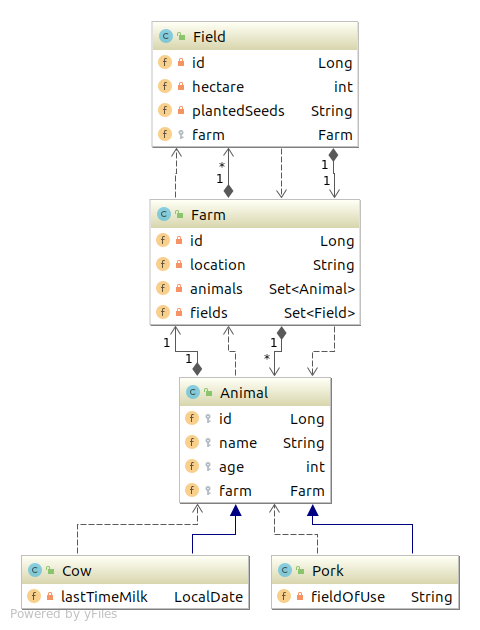 Field
id Long
hectare int
plantedSeeds String
farm Farm
* 1
1 1
Farm
id Long
location String
animals Set<Animal>
fields Set<Field>
1 1
1 *
Animal
id Long
name String
age int
farm Farm
Cow
lastTimeMilk LocalDate
Pork
fieldOfUse String
Powered by yFiles